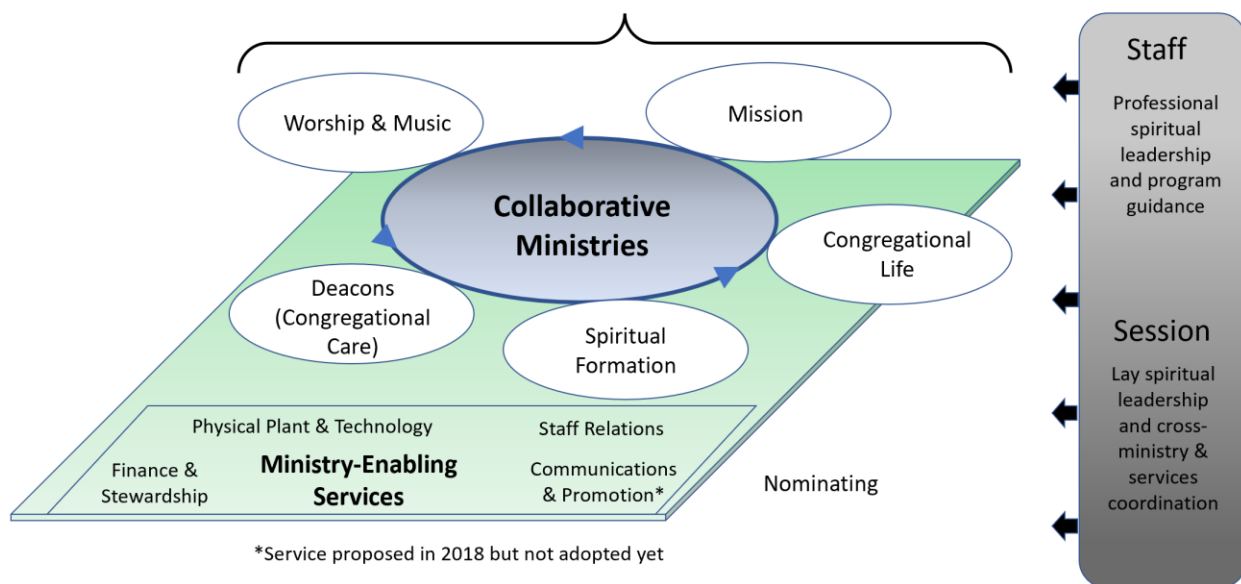 Worship & Music
Mission
Collaborative
Ministries
Congregational
Life
Deacons
(Congregational
Care)
Spiritual
Formation
Physical Plant & Technology
Staff Relations
Finance &
Stewardship
Ministry-Enabling
Services
Communications
& Promotion*
Nominating
*Service proposed in 2018 but not adopted yet
Staff
Professional
spiritual
leadership
and program
guidance
Session
Lay spiritual
leadership
and cross-
ministry &
services
coordination